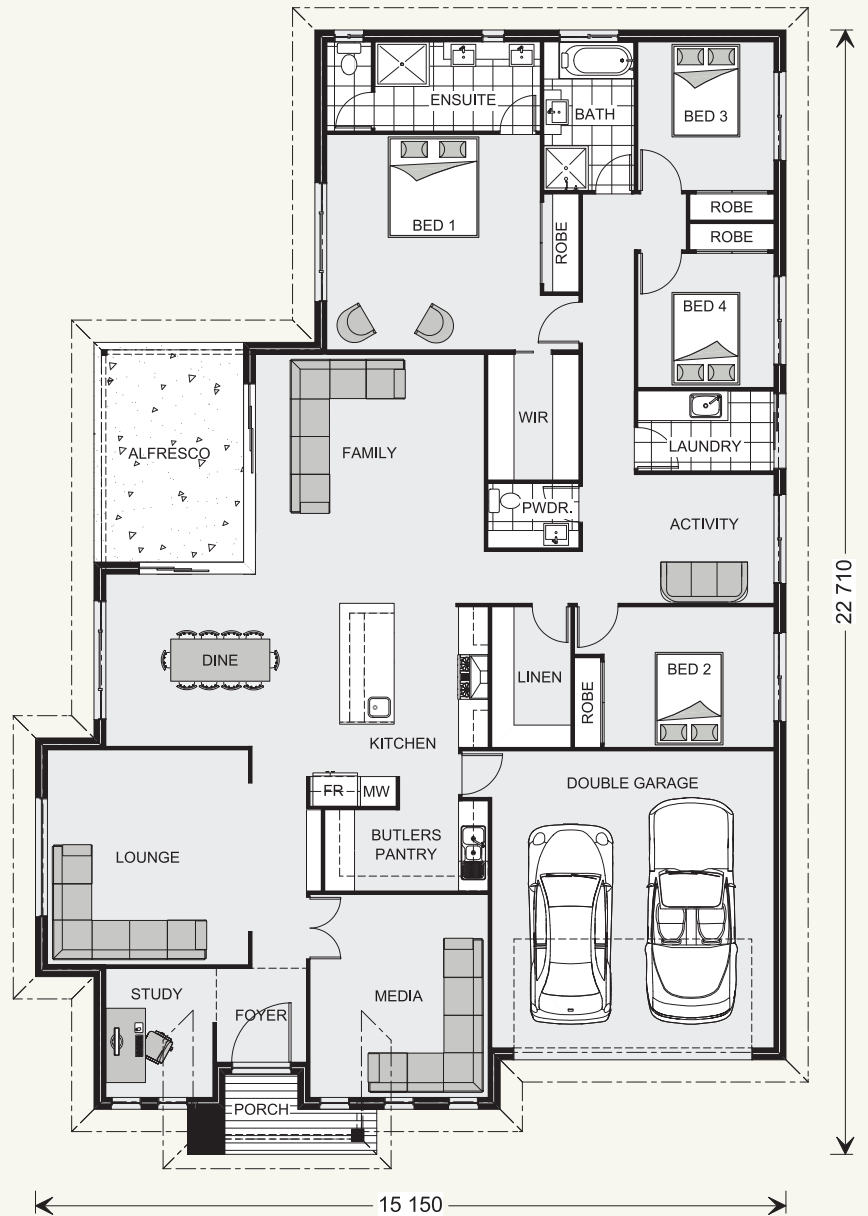 ENSUITE
BATH
BED 3
BED 1
ROBE
ROBE
ROBE
BED 4
ALFRESCO
FAMILY
WIR
LAUNDRY
PWDR.
ACTIVITY
22 710
DINE
LINEN
ROBE
BED 2
KITCHEN
FR
MW
DOUBLE GARAGE
LOUNGE
BUTLERS
PANTRY
STUDY
FOYER
MEDIA
PORCH
15 150